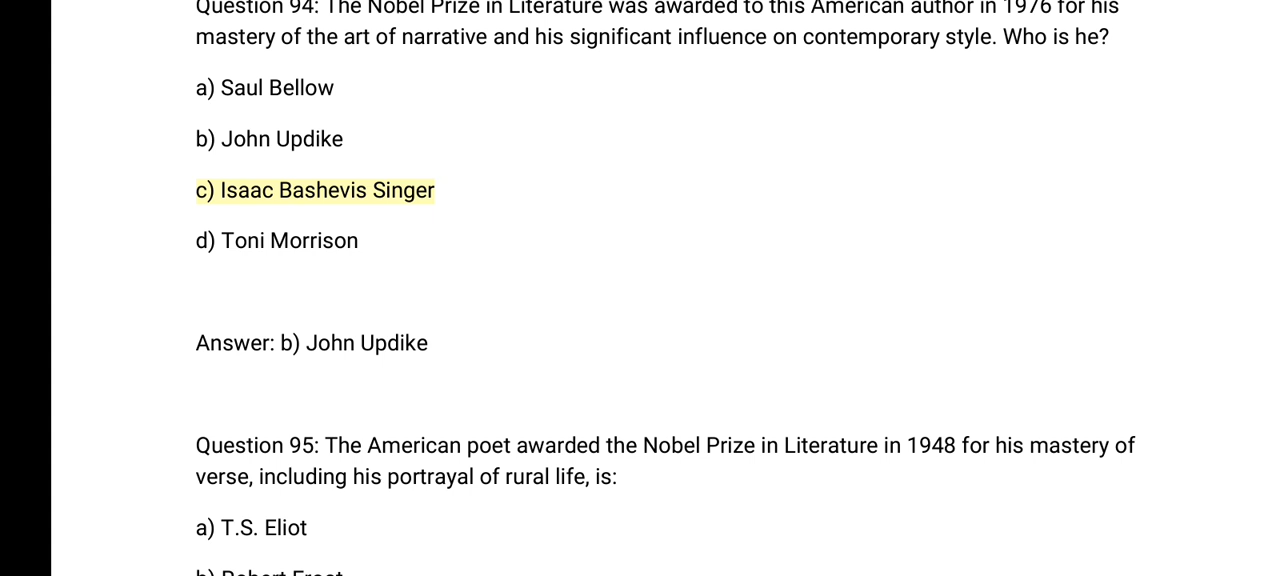 Question 94: The Nobel Prize in Literature was awarded to this American author in 1976 for his
mastery of the art of narrative and his significant influence on contemporary style. Who is he?
a) Saul Bellow
b) John Updike
c) Isaac Bashevis Singer
d) Toni Morrison
Answer: b) John Updike
Question 95: The American poet awarded the Nobel Prize in Literature in 1948 for his mastery of
verse, including his portrayal of rural life, is:
a) T.S. Eliot
b) Robert Frost